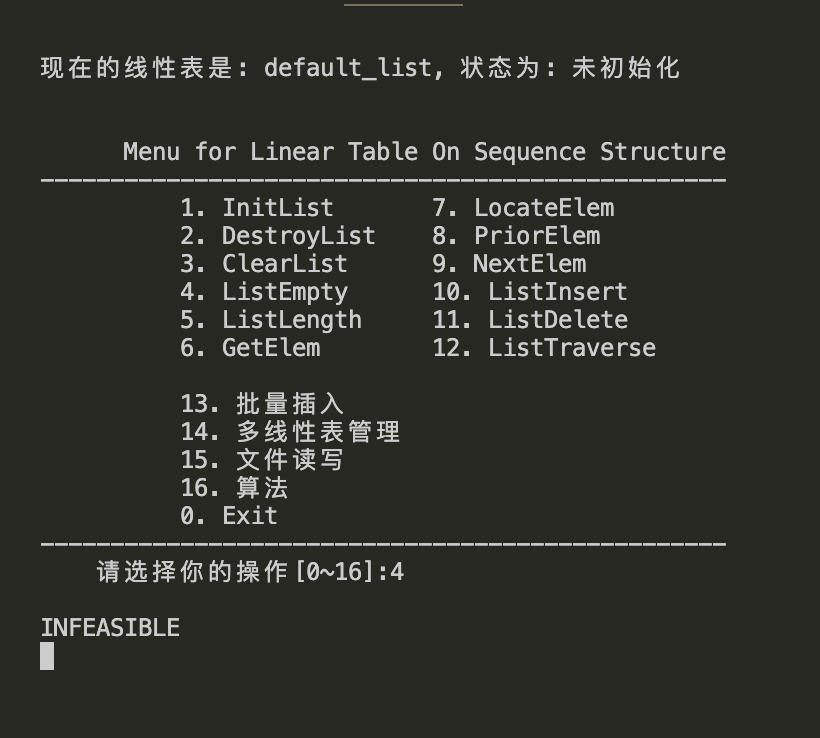 现在的线性表是: default_list, 状态为: 未初始化
Menu for Linear Table On Sequence Structure
-------------------------------------------------
1. InitList 7. LocateElem
2. DestroyList 8. PriorElem
3. ClearList 9. NextElem
4. ListEmpty 10. ListInsert
5. ListLength 11. ListDelete
6. GetElem 12. ListTraverse
13. 批量插入
14. 多线性表管理
15. 文件读写
16. 算法
0. Exit
-------------------------------------------------
请选择你的操作[0~16]:4
INFEASIBLE